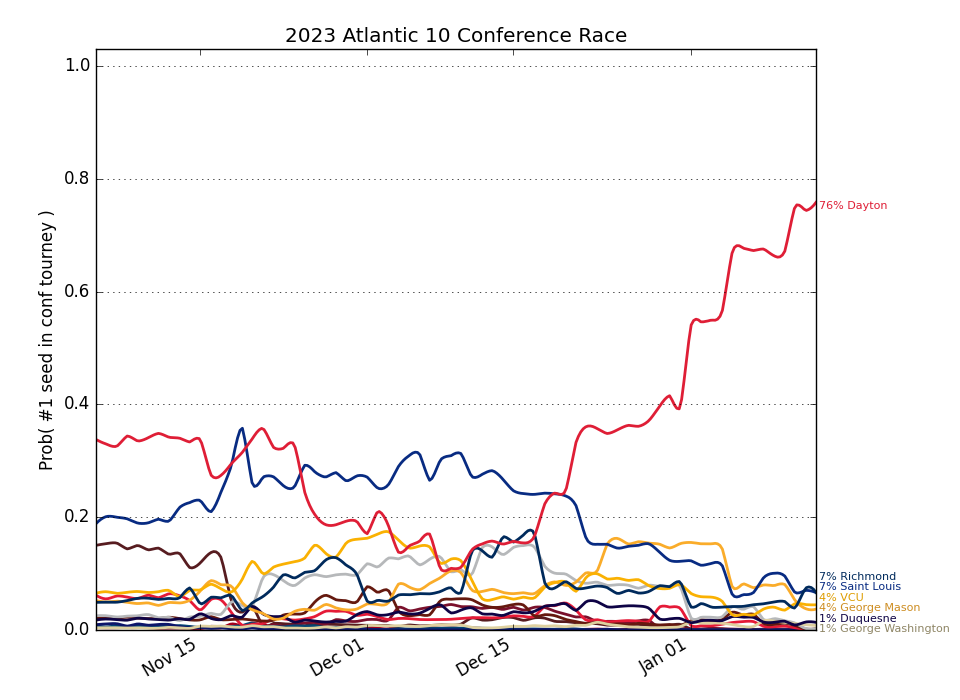 2023 Atlantic 10 Conference Race
Prob( #1 seed in conf tourney )
1.0
0.8
0.6
0.4
0.2
0.0
Nov 15
Dec 01
Dec 15
Jan 01
76% Dayton
7% Richmond
7% Saint Louis
4% VCU
4% George Mason
1% Duquesne
1% George Washington